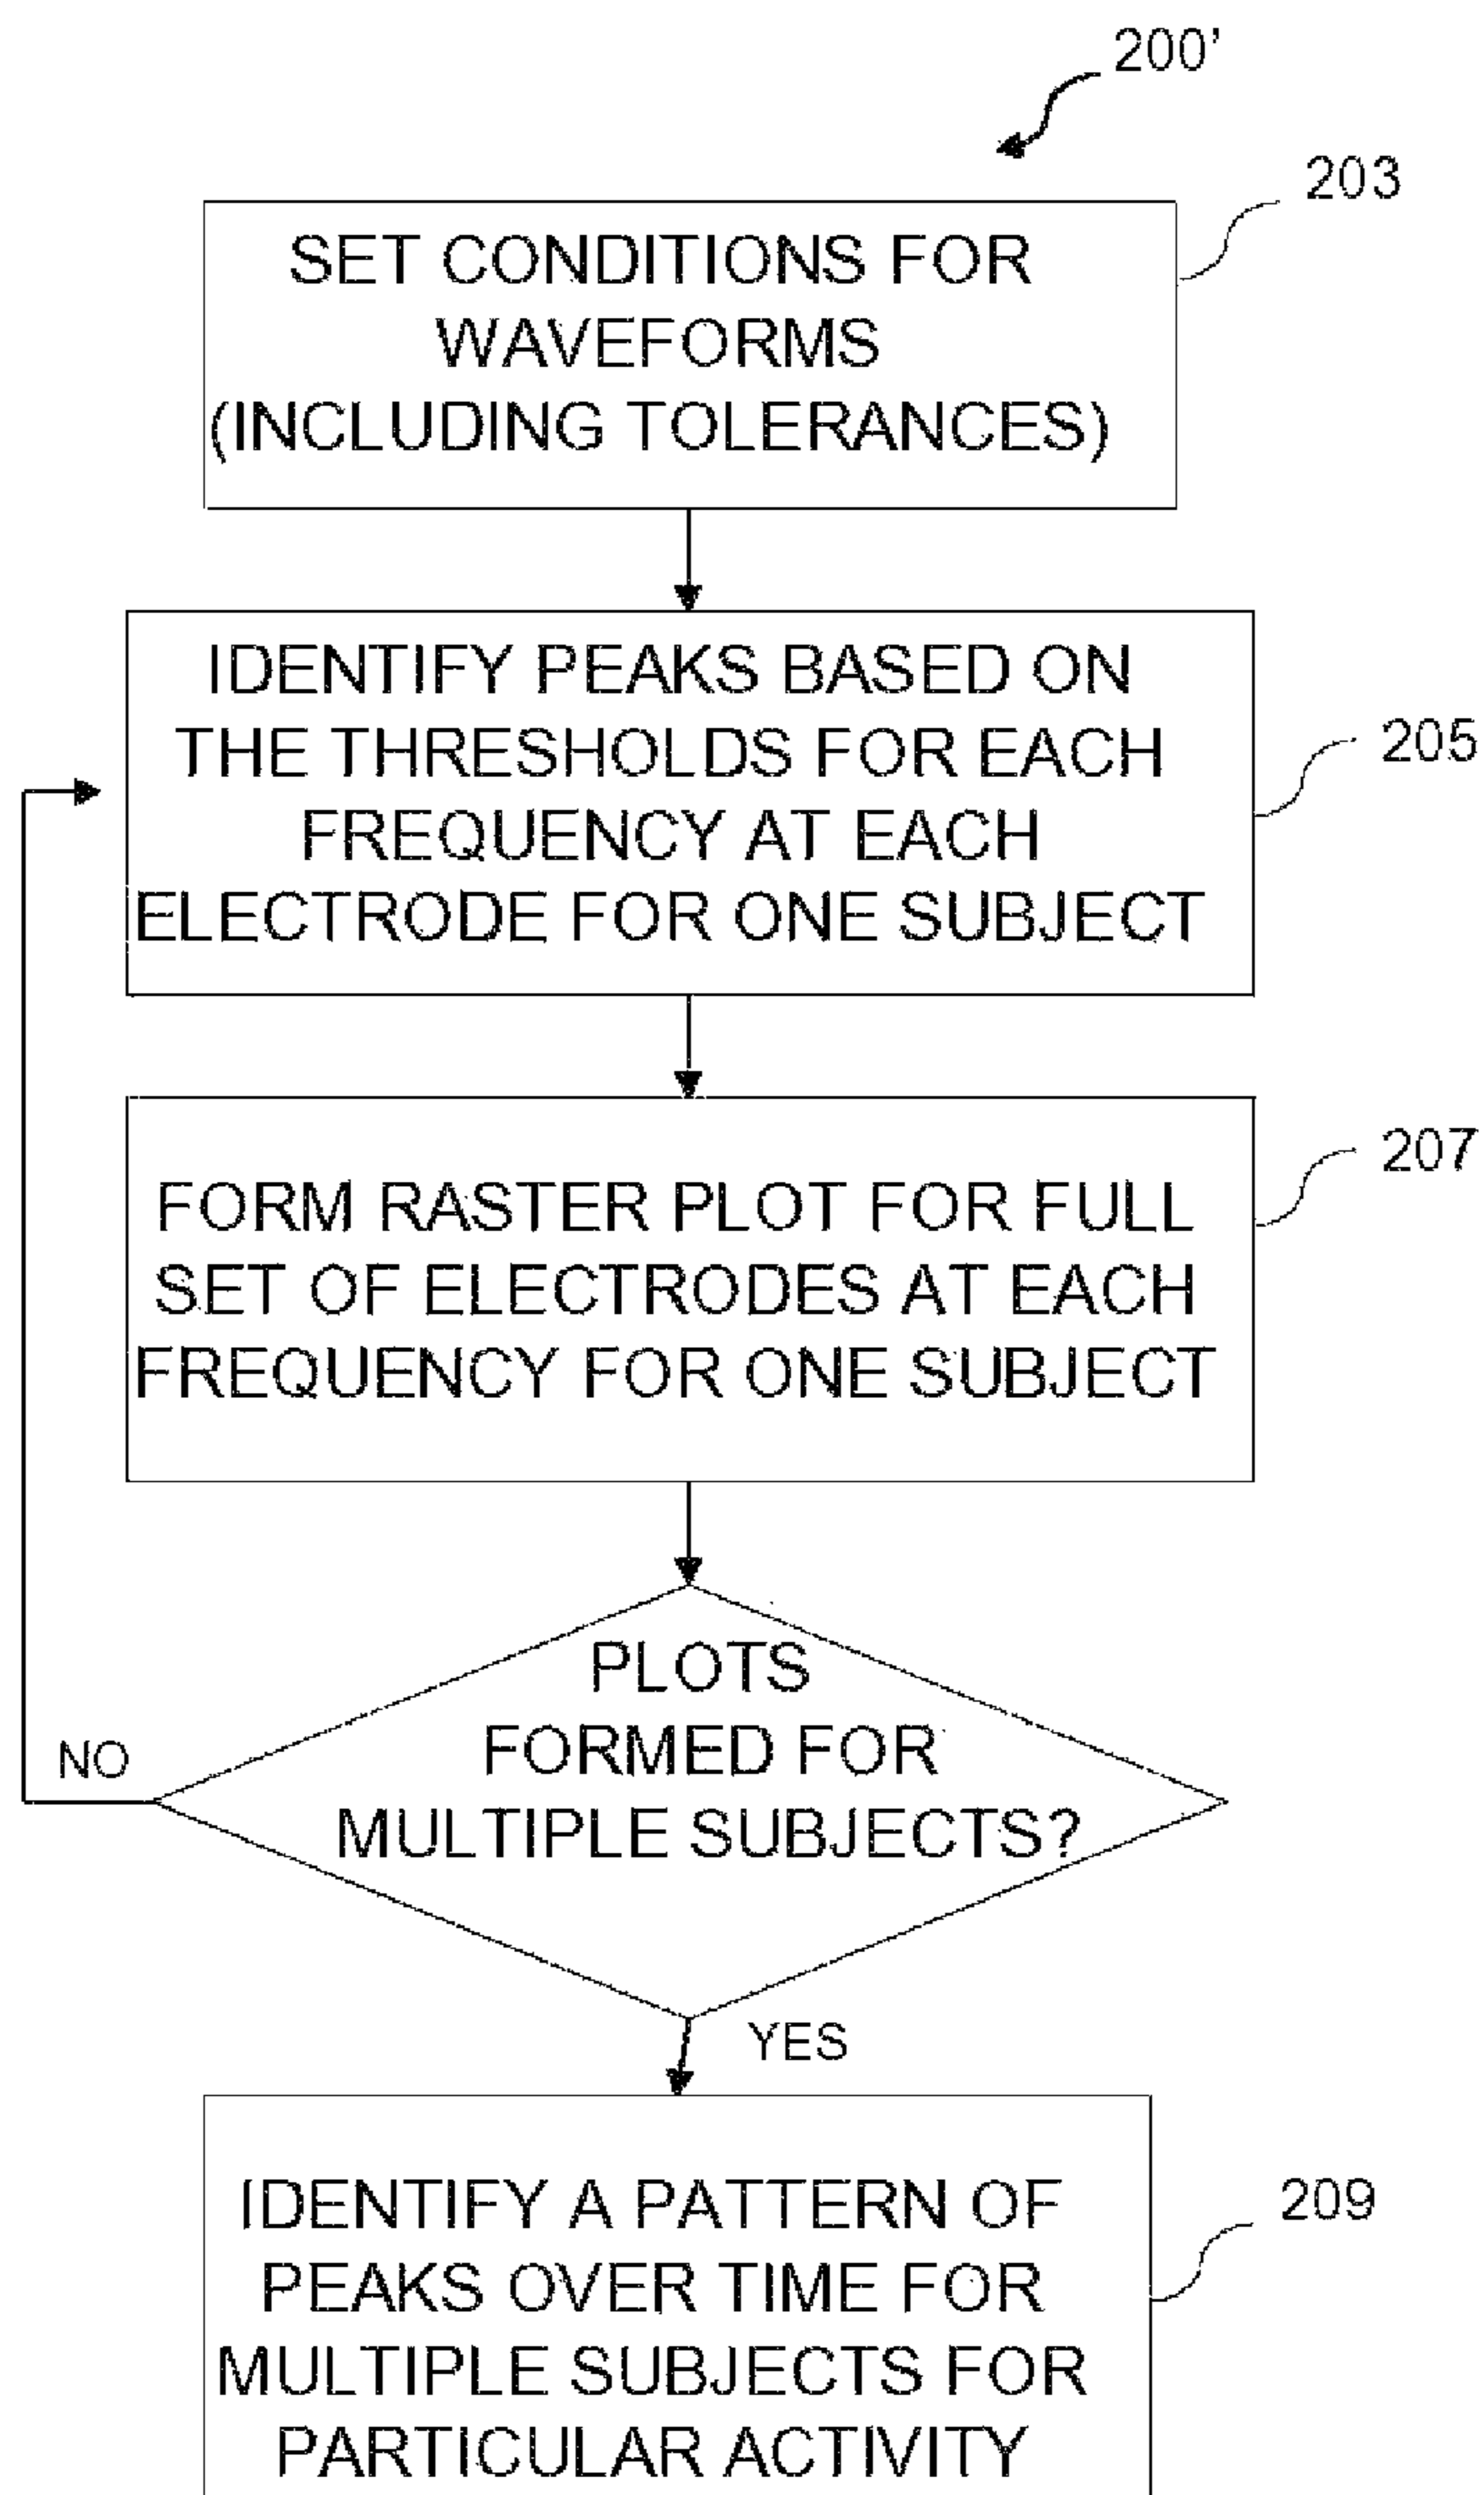 200’
203
SET CONDITIONS FOR
WAVEFORMS
(INCLUDING TOLERANCES)
IDENTIFY PEAKS BASED ON
THE THRESHOLDS FOR EACH
FREQUENCY AT EACH
ELECTRODE FOR ONE SUBJECT
205
207
FORM RASTER PLOT FOR FULL
SET OF ELECTRODES AT EACH
FREQUENCY FOR ONE SUBJECT
PLOTS
FORMED FOR
MULTIPLE SUBJECTS?
NO
YES
209
IDENTIFY A PATTERN OF
PEAKS OVER TIME FOR
MULTIPLE SUBJECTS FOR
PARTICULAR ACTIVITY